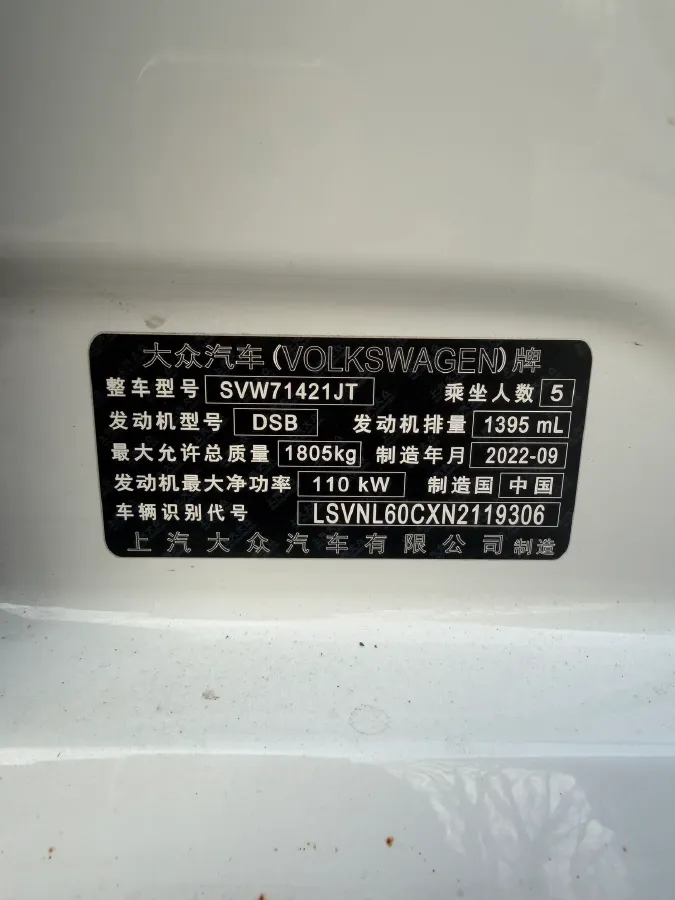 大众汽车(VOLKSWAGEN)牌
整车型号 SVW71421JT 乘坐人数 5
发动机型号 DSB 发动机排量 1395 mL
最大允许总质量 1805kg 制造年月 2022-09
发动机最大净功率 110 kW 制造国 中国
车辆识别代号 LSVNL60CXN2119306
上汽大众汽车有限公司制造